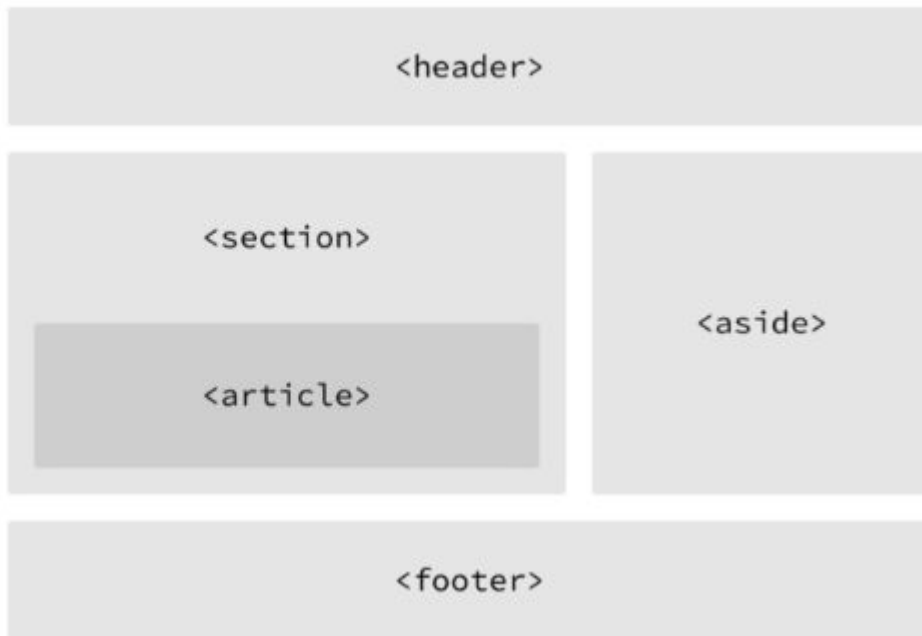 <header>
<section>
<aside>
<article>
<footer>